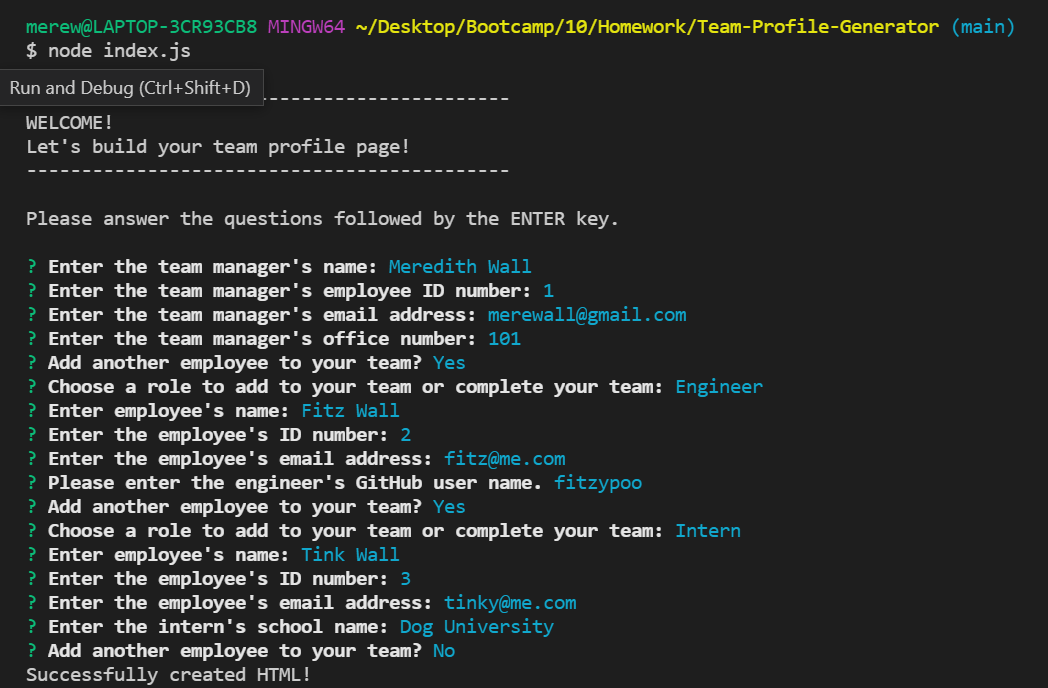 merew@LAPTOP-3CR93CB8 MINGW64 ~/Desktop/Bootcamp/10/Homework/Team-Profile-Generator (main)
$ node index.js
Run and Debug (Ctrl+Shift+D)
-----------------------
WELCOME!
Let's build your team profile page!
--------------------------------------------
Please answer the questions followed by the ENTER key.
? Enter the team manager's name: Meredith Wall
? Enter the team manager's employee ID number: 1
? Enter the team manager's email address: merewall@gmail.com
? Enter the team manager's office number: 101
? Add another employee to your team? Yes
? Choose a role to add to your team or complete your team: Engineer
? Enter employee's name: Fitz Wall
? Enter the employee's ID number: 2
? Enter the employee's email address: fitz@me.com
? Please enter the engineer's GitHub user name. fitzypoo
? Add another employee to your team? Yes
? Choose a role to add to your team or complete your team: Intern
? Enter employee's name: Tink Wall
? Enter the employee's ID number: 3
? Enter the employee's email address: tinky@me.com
? Enter the intern's school name: Dog University
? Add another employee to your team? No
Successfully created HTML!